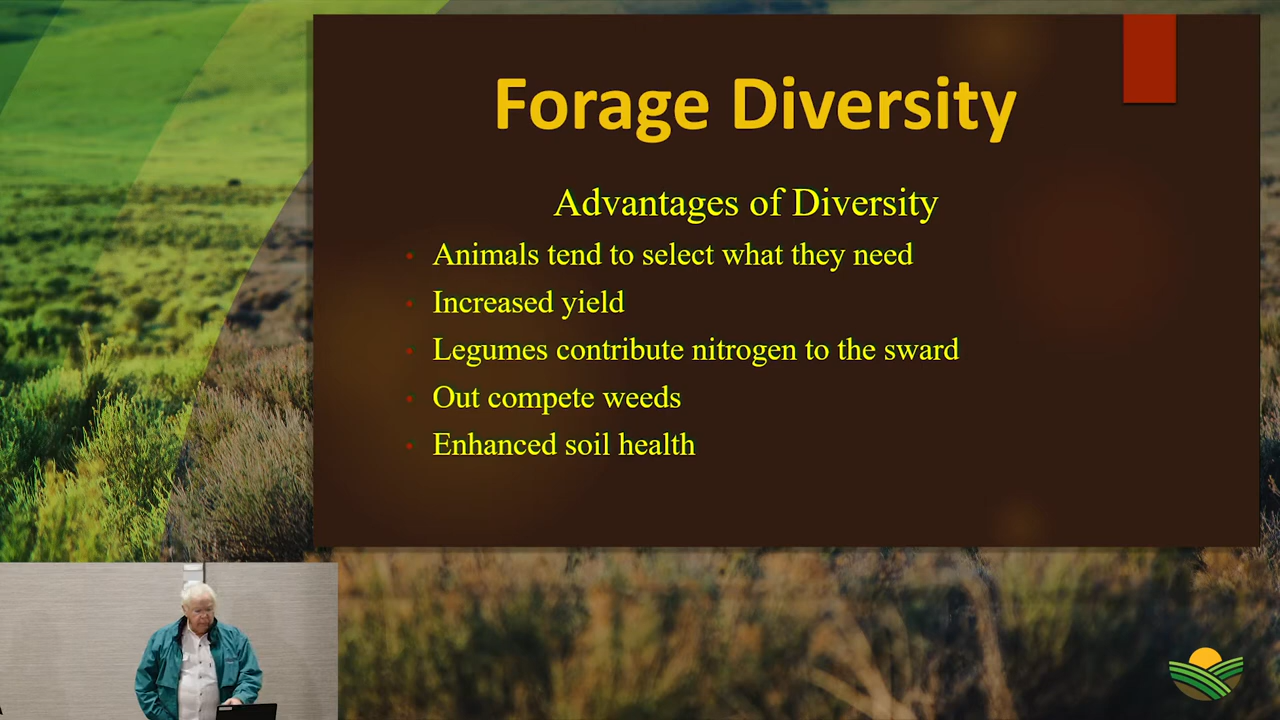 Forage Diversity
Advantages of Diversity
Animals tend to select what they need
Increased yield
Legumes contribute nitrogen to the sward
Out compete weeds
Enhanced soil health